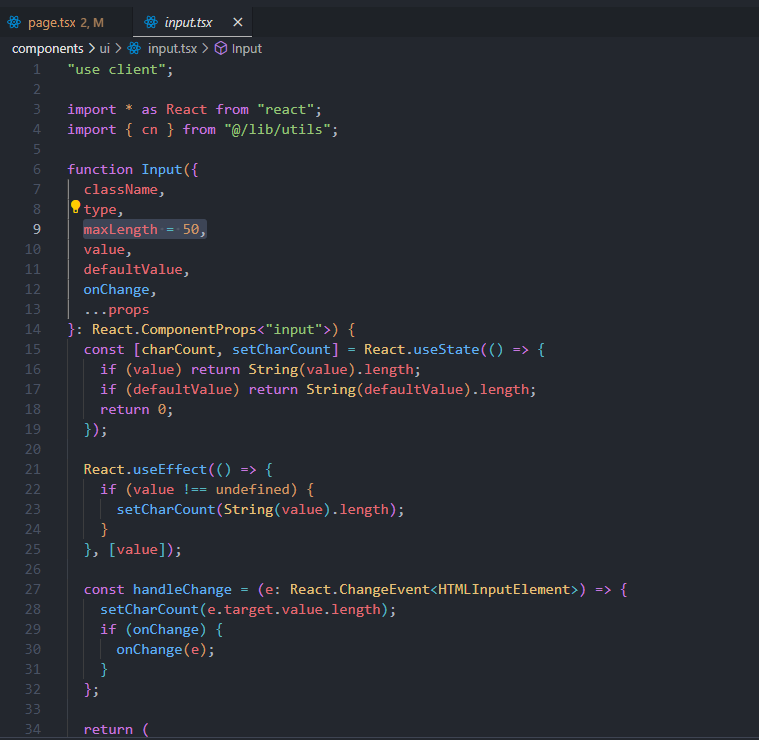 page.tsx 2, M
input.tsx
components > ui > input.tsx > Input
1 "use client";
2
3 import * as React from "react";
4 import { cn } from "@/lib/utils";
5
6 function Input({
7   className,
8   type,
9   maxLength = 50,
10   value,
11   defaultValue,
12   onChange,
13   ...props
14 }: React.ComponentProps<"input">) {
15   const [charCount, setCharCount] = React.useState(() => {
16     if (value) return String(value).length;
17     if (defaultValue) return String(defaultValue).length;
18     return 0;
19   });
20
21   React.useEffect(() => {
22     if (value !== undefined) {
23       setCharCount(String(value).length);
24     }
25   }, [value]);
26
27   const handleChange = (e: React.ChangeEvent<HTMLInputElement>) => {
28     setCharCount(e.target.value.length);
29     if (onChange) {
30       onChange(e);
31     }
32   };
33
34   return (